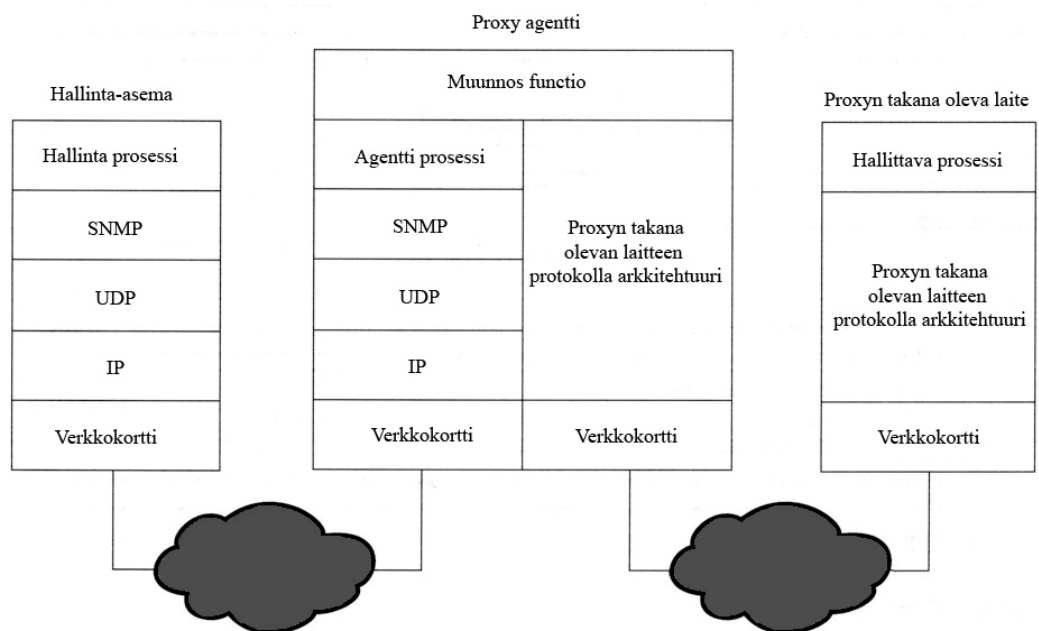 Proxy agentti
Muunnos functio
Hallinta-asema
Hallinta prosessi
SNMP
UDP
IP
Verkkokortti
Agentti prosessi
SNMP
UDP
IP
Verkkokortti
Proxyn takana
olevan laitteen
protokolla arkkitehtuuri
Verkkokortti
Proxyn takana oleva laite
Hallittava prosessi
Proxyn takana
olevan laitteen
protokolla arkkitehtuuri
Verkkokortti